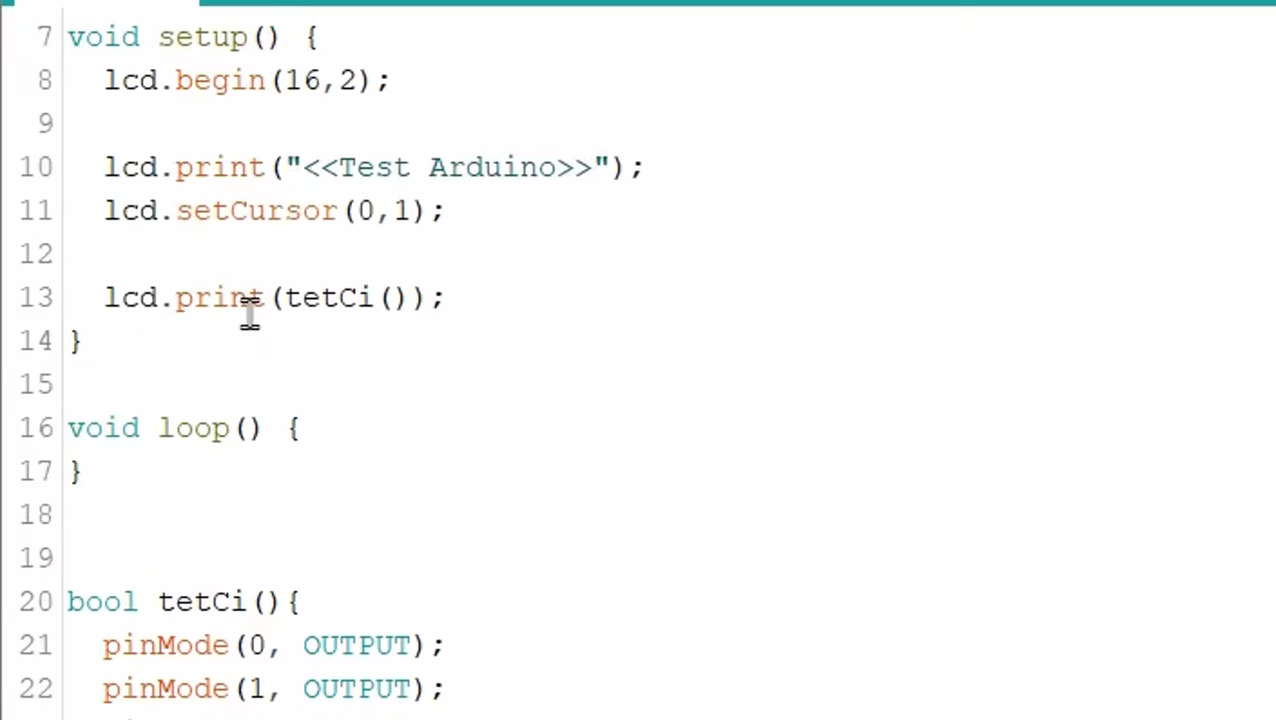 7 void setup() {
8 lcd.begin(16,2);
9
10 lcd.print("<<Test Arduino>>");
11 lcd.setCursor(0,1);
12
13 lcd.print(tetCi());
14 }
15
16 void loop() {
17 }
18
19
20 bool tetCi(){
21 pinMode(0, OUTPUT);
22 pinMode(1, OUTPUT);